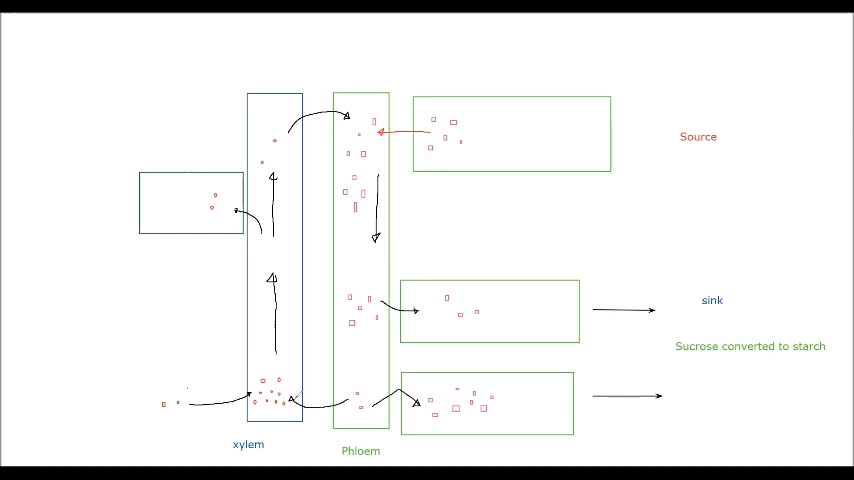 Source
sink
Sucrose converted to starch
xylem
Phloem